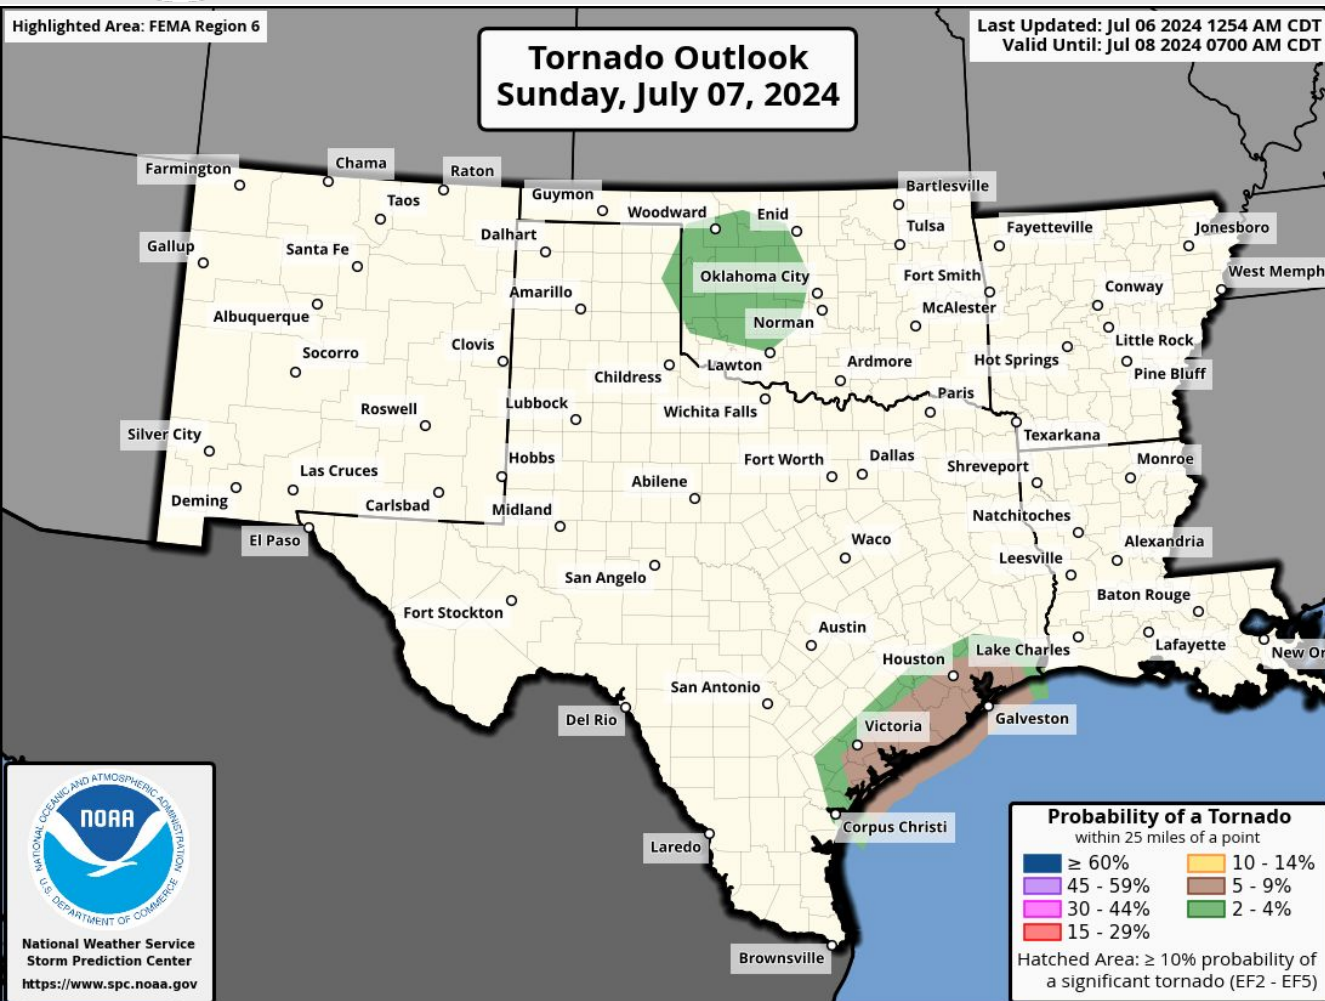 Highlighted Area: FEMA Region 6
Last Updated: Jul 06 2024 1254 AM CDT
Valid Until: Jul 08 2024 0700 AM CDT
Tornado Outlook
Sunday, July 07, 2024
Farmington
Chama
Raton
Taos
Guymon
Woodward
Enid
Bartlesville
Tulsa
Fayetteville
Jonesboro
Gallup
Santa Fe
Dalhart
Oklahoma City
Fort Smith
West Memph
Amarillo
Conway
Albuquerque
Norman
McAlester
Little Rock
Socorro
Clovis
Childress
Lawton
Ardmore
Hot Springs
Pine Bluff
Roswell
Lubbock
Wichita Falls
Paris
Silver City
Texarkana
Las Cruces
Hobbs
Abilene
Fort Worth
Dallas
Shreveport
Monroe
Deming
Carlsbad
Midland
Natchitoches
El Paso
Waco
Leesville
Alexandria
San Angelo
Fort Stockton
Baton Rouge
Austin
Houston
Lake Charles
Lafayette
New Or
San Antonio
Del Rio
Victoria
Galveston
Corpus Christi
Laredo
Brownsville
NATIONAL OCEANIC AND ATMOSPHERIC ADMINISTRATION
NOAA
U.S. DEPARTMENT OF COMMERCE
National Weather Service
Storm Prediction Center
https://www.spc.noaa.gov
Probability of a Tornado
within 25 miles of a point
≥ 60%
10 - 14%
45 - 59%
5 - 9%
30 - 44%
2 - 4%
15 - 29%
Hatched Area: ≥ 10% probability of
a significant tornado (EF2 - EF5)